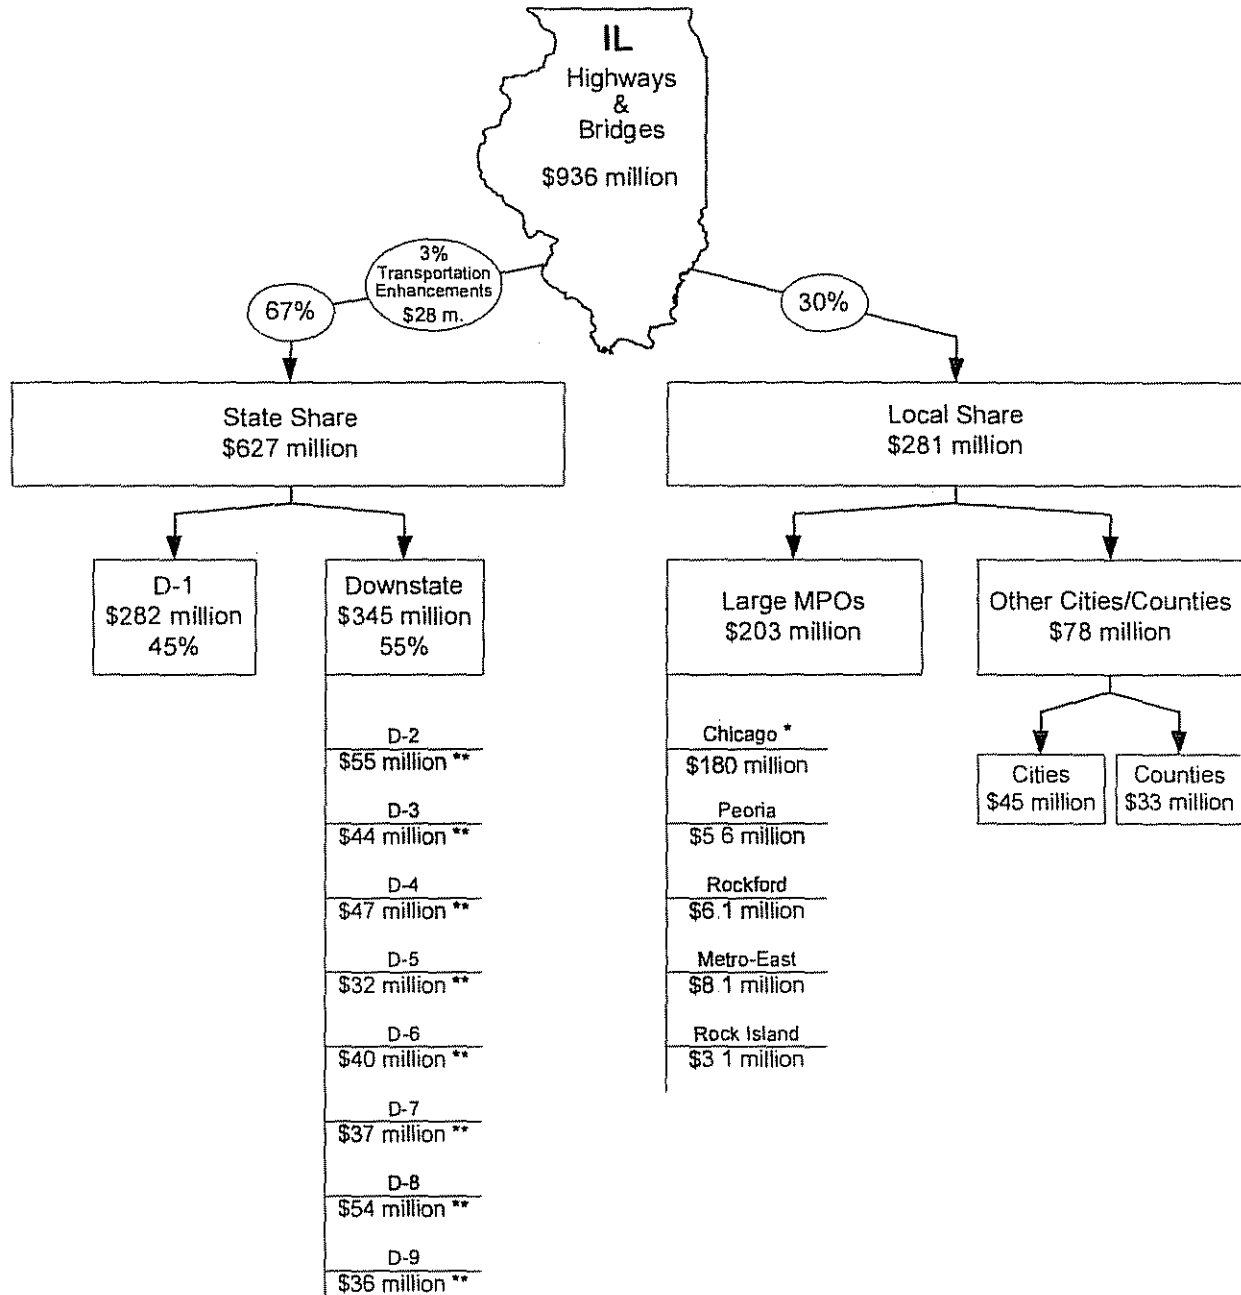 IL
Highways
&
Bridges
$936 million
3%
Transportation
Enhancements
$28 m.
67%
30%
State Share
$627 million
Local Share
$281 million
D-1
$282 million
45%
Downstate
$345 million
55%
Large MPOs
$203 million
Other Cities/Counties
$78 million
D-2
$55 million **
D-3
$44 million **
D-4
$47 million **
D-5
$32 million **
D-6
$40 million **
D-7
$37 million **
D-8
$54 million **
D-9
$36 million **
Chicago *
$180 million
Peoria
$5 6 million
Rockford
$6.1 million
Metro-East
$8 1 million
Rock Island
$3 1 million
Cities
$45 million
Counties
$33 million